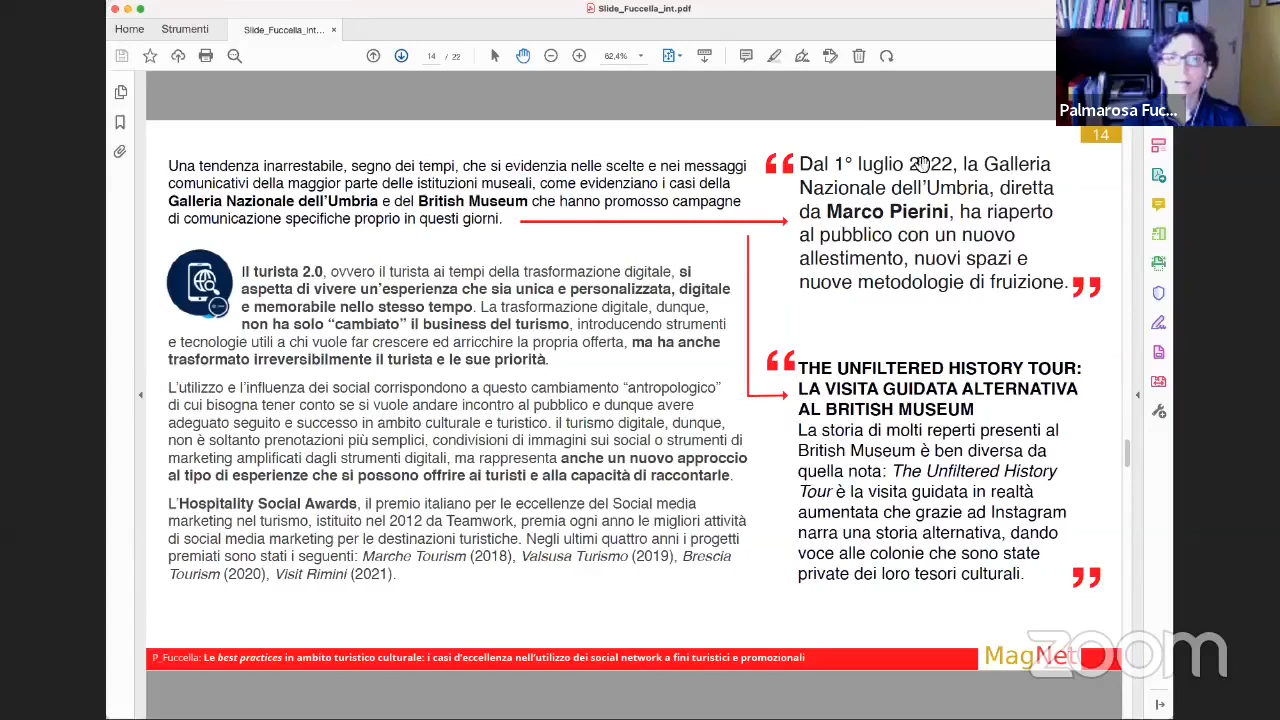 Slide_Fuccella_int.pdf
Home
Strumenti
Slide_Fuccella_int...
×
14 / 22
62,4%
Palmarosa Fuc...
14
Una tendenza inarrestabile, segno dei tempi, che si evidenzia nelle scelte e nei messaggi
comunicativi della maggior parte delle istituzioni museali, come evidenziano i casi della
Galleria Nazionale dell'Umbria e del British Museum che hanno promosso campagne
di comunicazione specifiche proprio in questi giorni.
Il turista 2.0, ovvero il turista ai tempi della trasformazione digitale, si
aspetta di vivere un'esperienza che sia unica e personalizzata, digitale
e memorabile nello stesso tempo. La trasformazione digitale, dunque,
non ha solo “cambiato” il business del turismo, introducendo strumenti
e tecnologie utili a chi vuole far crescere ed arricchire la propria offerta, ma ha anche
trasformato irreversibilmente il turista e le sue priorità.
L'utilizzo e l'influenza dei social corrispondono a questo cambiamento “antropologico”
di cui bisogna tener conto se si vuole andare incontro al pubblico e dunque avere
adeguato seguito e successo in ambito culturale e turistico. il turismo digitale, dunque,
non è soltanto prenotazioni più semplici, condivisioni di immagini sui social o strumenti di
marketing amplificati dagli strumenti digitali, ma rappresenta anche un nuovo approccio
al tipo di esperienze che si possono offrire ai turisti e alla capacità di raccontarle.
L'Hospitality Social Awards, il premio italiano per le eccellenze del Social media
marketing nel turismo, istituito nel 2012 da Teamwork, premia ogni anno le migliori attività
di social media marketing per le destinazioni turistiche. Negli ultimi quattro anni i progetti
premiati sono stati i seguenti: Marche Tourism (2018), Valsusa Turismo (2019), Brescia
Tourism (2020), Visit Rimini (2021).
“Dal 1° luglio 2022, la Galleria
Nazionale dell'Umbria, diretta
da Marco Pierini, ha riaperto
al pubblico con un nuovo
allestimento, nuovi spazi e
nuove metodologie di fruizione.”
“THE UNFILTERED HISTORY TOUR:
LA VISITA GUIDATA ALTERNATIVA
AL BRITISH MUSEUM
La storia di molti reperti presenti al
British Museum è ben diversa da
quella nota: The Unfiltered History
Tour è la visita guidata in realtà
aumentata che grazie ad Instagram
narra una storia alternativa, dando
voce alle colonie che sono state
private dei loro tesori culturali.”
P_Fuccella: Le best practices in ambito turistico culturale: i casi d'eccellenza nell'utilizzo dei social network a fini turistici e promozionali
MagNet
zoom